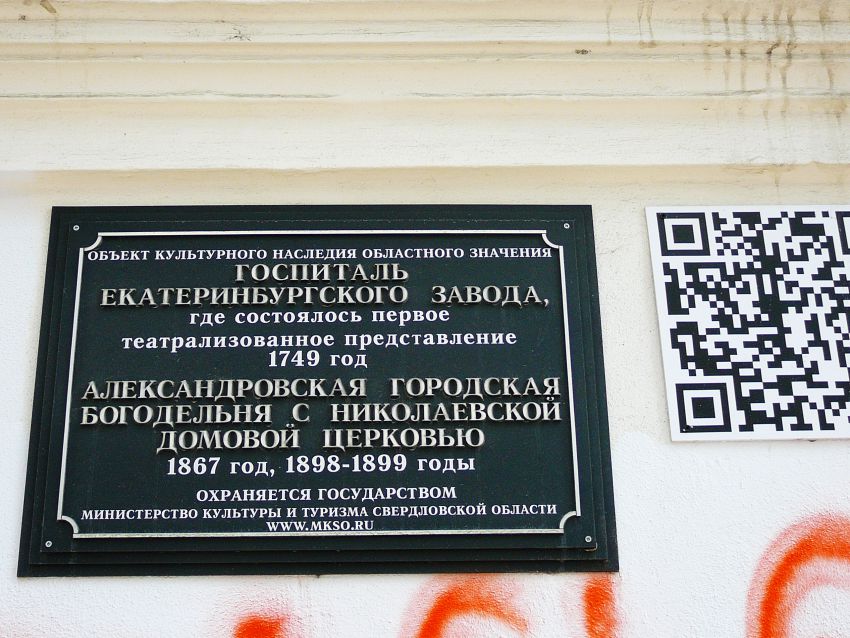 ОБЪЕКТ КУЛЬТУРНОГО НАСЛЕДИЯ ОБЛАСТНОГО ЗНАЧЕНИЯ
ГОСПИТАЛЬ
ЕКАТЕРИНБУРГСКОГО ЗАВОДА,
где состоялось первое
театрализованное представление
1749 год
АЛЕКСАНДРОВСКАЯ ГОРОДСКАЯ
БОГОДЕЛЬНЯ С НИКОЛАЕВСКОЙ
ДОМОВОЙ ЦЕРКОВЬЮ
1867 год, 1898-1899 годы
ОХРАНЯЕТСЯ ГОСУДАРСТВОМ
МИНИСТЕРСТВО КУЛЬТУРЫ И ТУРИЗМА СВЕРДЛОВСКОЙ ОБЛАСТИ
WWW.MKSO.RU